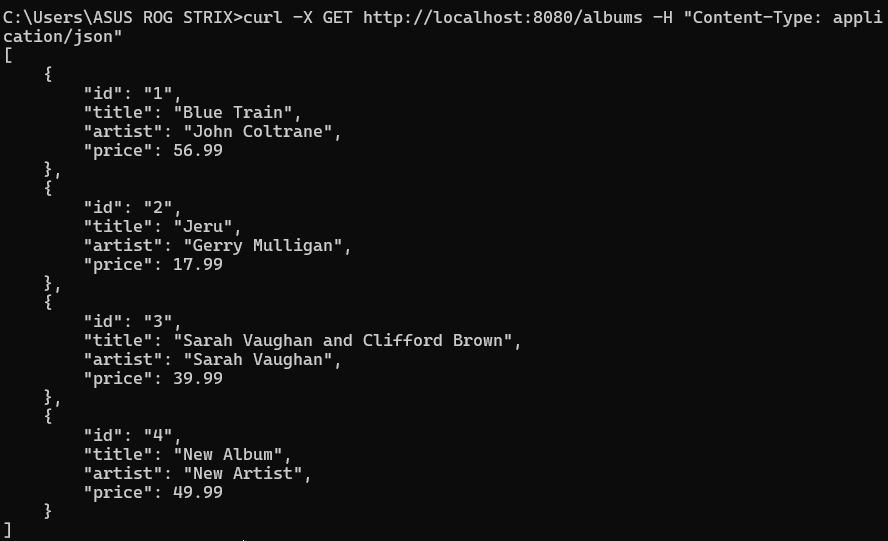 C:\Users\ASUS ROG STRIX>curl -X GET http://localhost:8080/albums -H "Content-Type: appli
cation/json"
[
    {
        "id": "1",
        "title": "Blue Train",
        "artist": "John Coltrane",
        "price": 56.99
    },
    {
        "id": "2",
        "title": "Jeru",
        "artist": "Gerry Mulligan",
        "price": 17.99
    },
    {
        "id": "3",
        "title": "Sarah Vaughan and Clifford Brown",
        "artist": "Sarah Vaughan",
        "price": 39.99
    },
    {
        "id": "4",
        "title": "New Album",
        "artist": "New Artist",
        "price": 49.99
    }
]